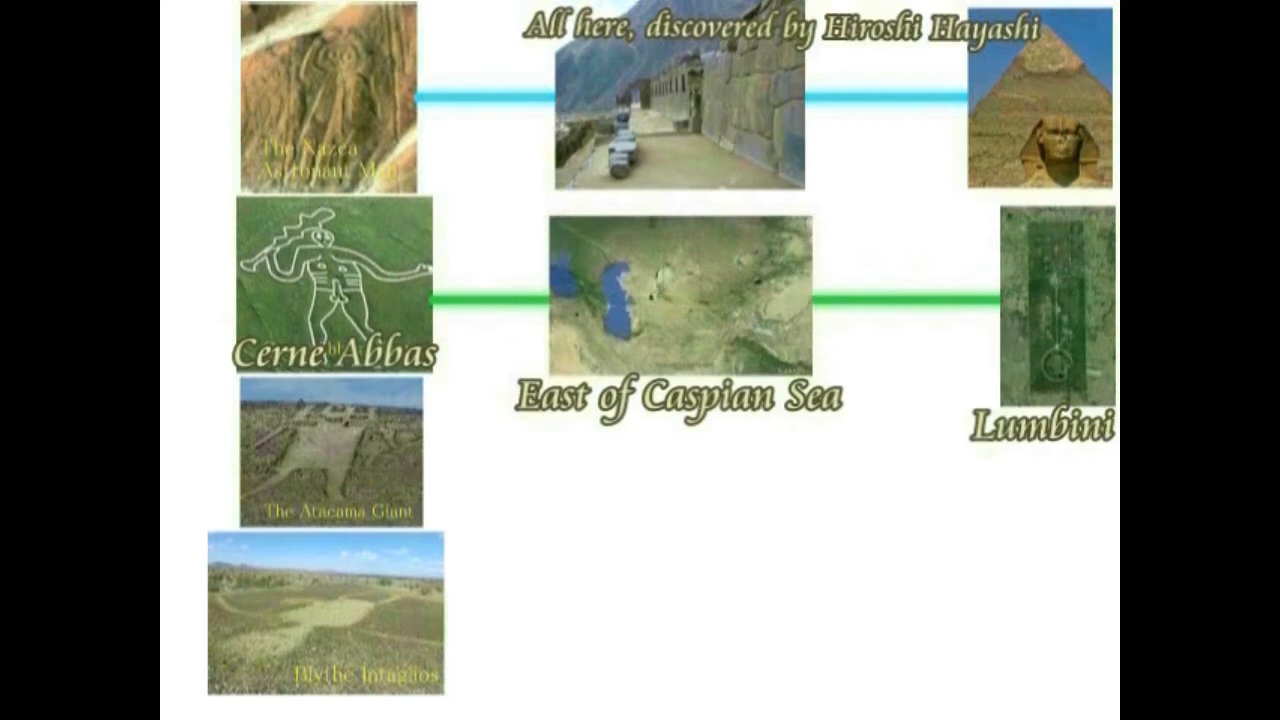 All here, discovered by Hiroshi Hayashi
The Nazca
Astronaut Man
Cerne Abbas
East of Caspian Sea
Lumbini
The Atacama Giant
Blythe Intaglios